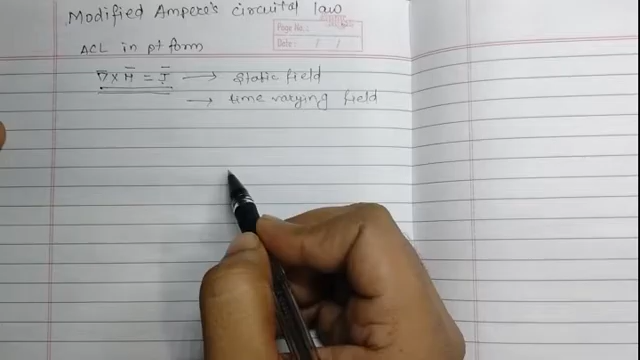 Modified Ampere's circuital law
Page No.:
Date: / /
ACL in pt form
∇ × H̅ = J̅ → static field
→ time varying field